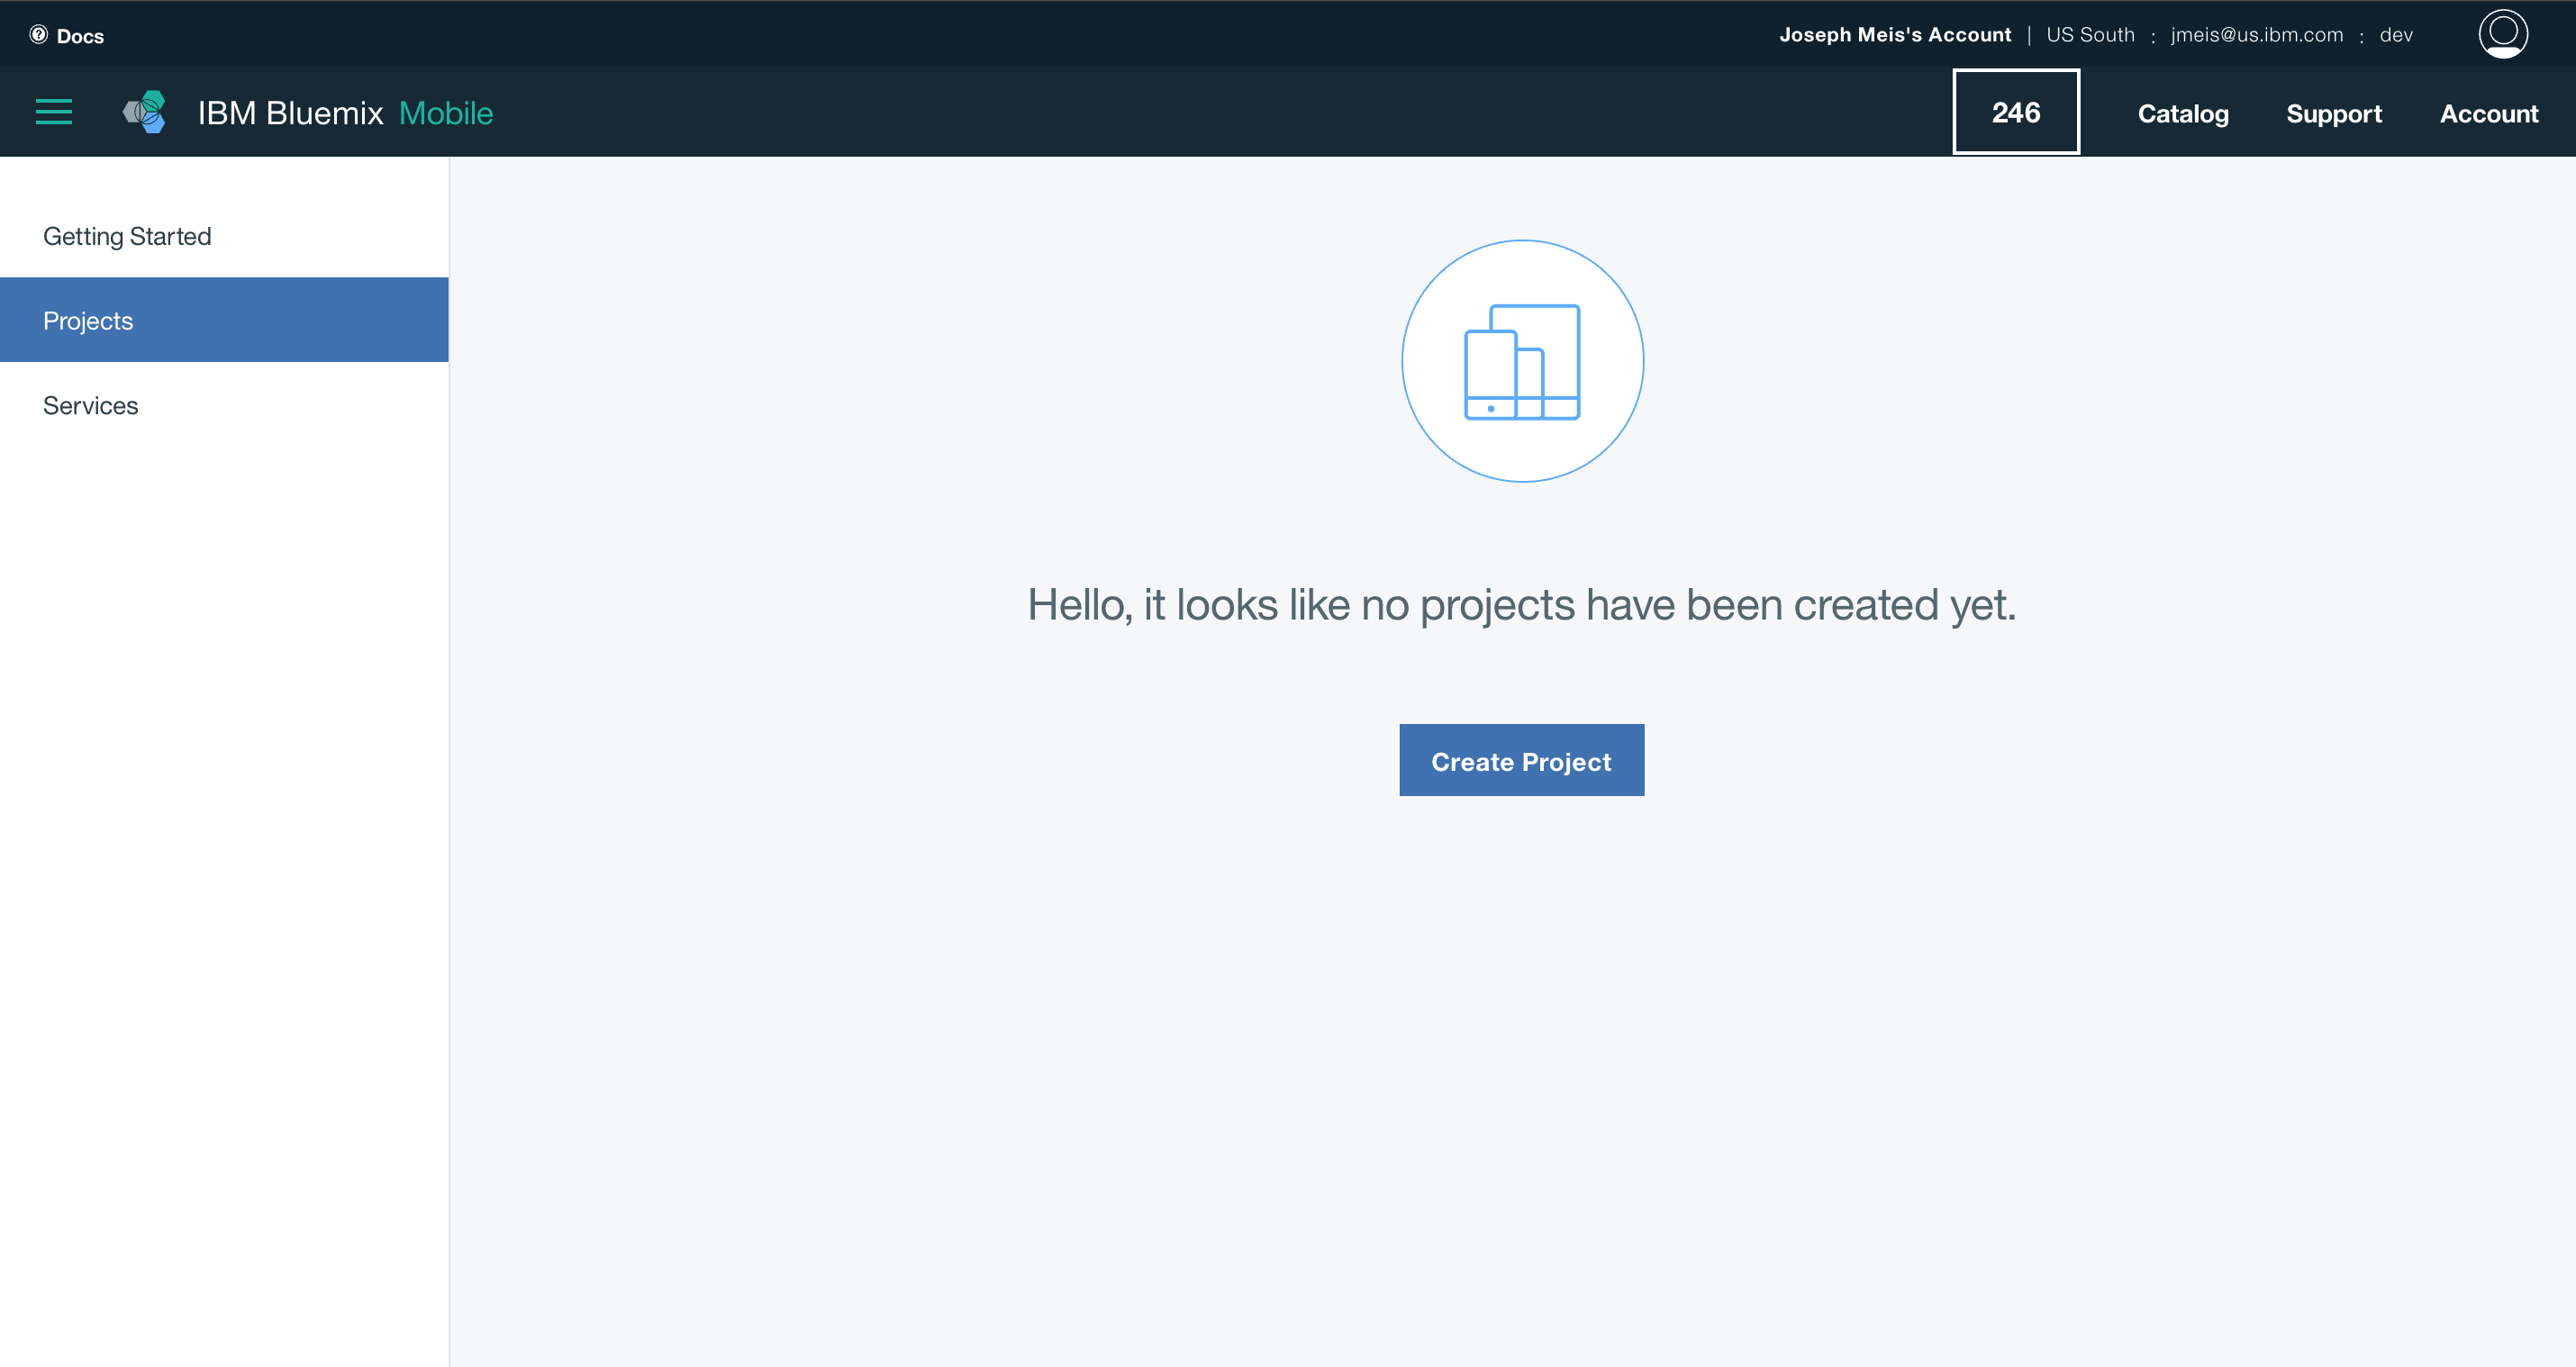 Docs
Joseph Meis's Account | US South : jmeis@us.ibm.com : dev
IBM Bluemix Mobile
246
Catalog
Support
Account
Getting Started
Projects
Services
Hello, it looks like no projects have been created yet.
Create Project